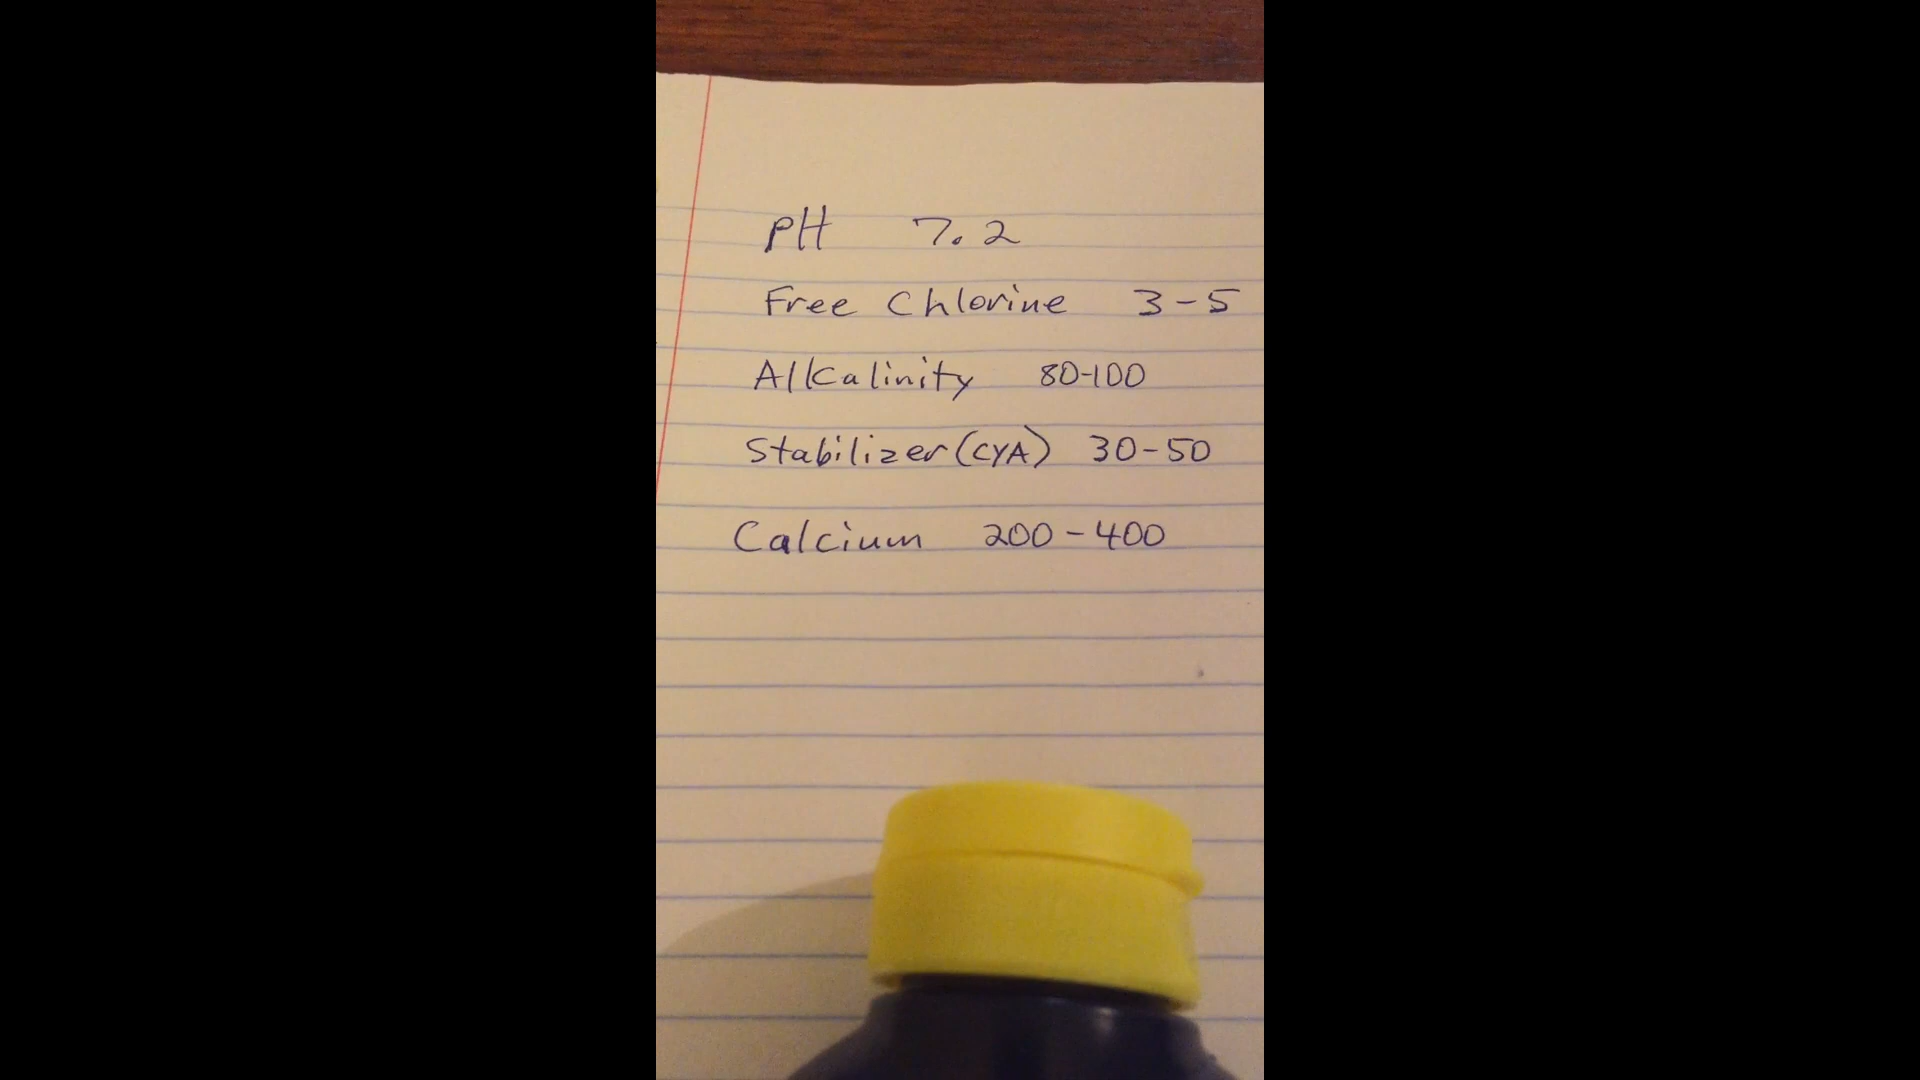 pH 7.2
Free Chlorine 3-5
Alkalinity 80-100
Stabilizer (CYA) 30-50
Calcium 200-400